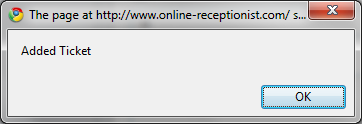 The page at http://www.online-receptionist.com/ s...
Added Ticket
OK